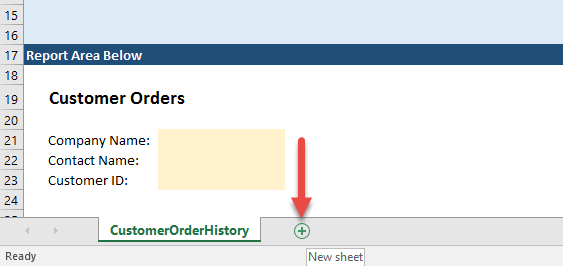 15
16
17 Report Area Below
18
19 Customer Orders
20
21 Company Name:
22 Contact Name:
23 Customer ID:
24
CustomerOrderHistory
Ready New sheet